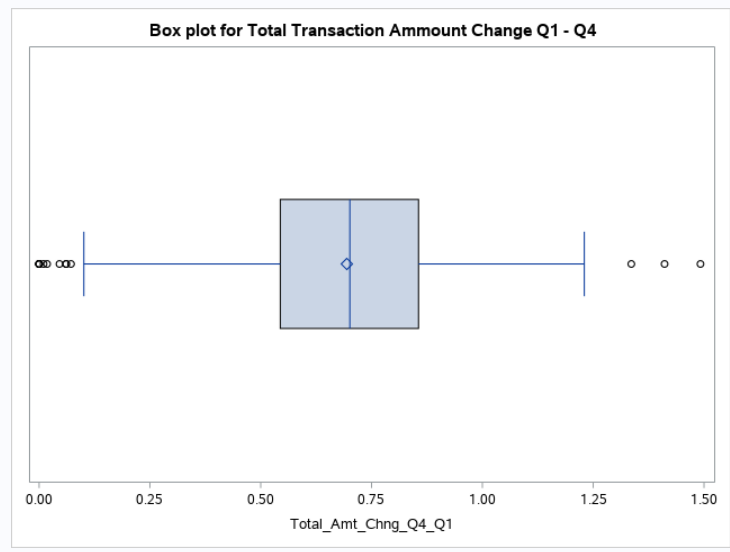 Box plot for Total Transaction Ammount Change Q1 - Q4
0.00 0.25 0.50 0.75 1.00 1.25 1.50
Total_Amt_Chng_Q4_Q1